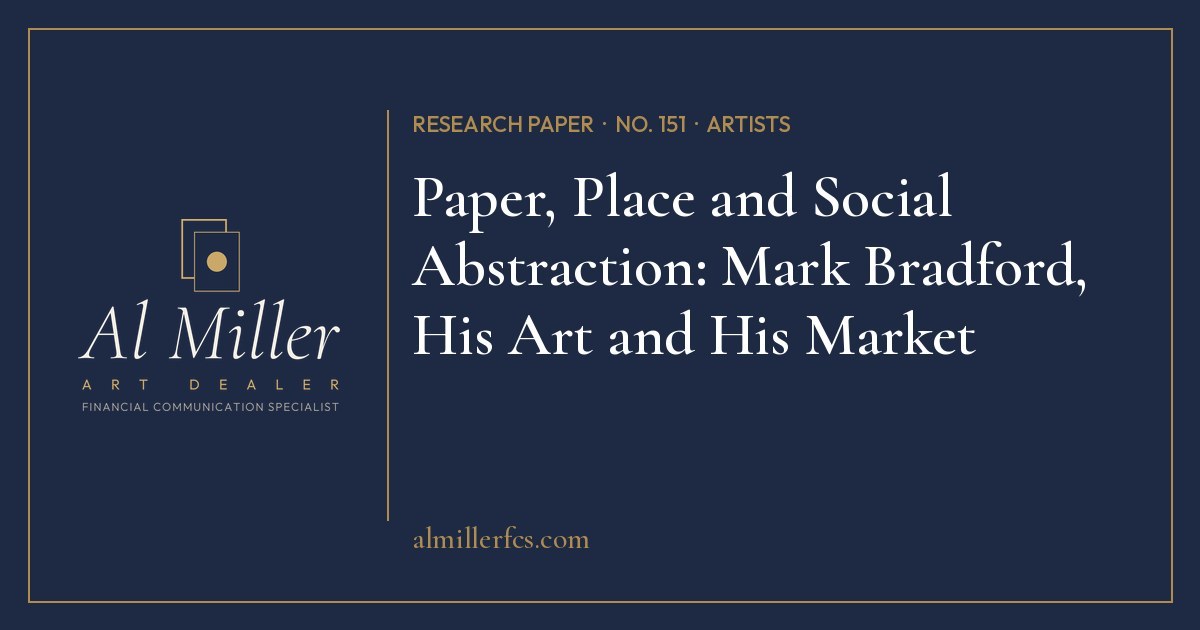 Al Miller
ART DEALER
FINANCIAL COMMUNICATION SPECIALIST
RESEARCH PAPER · NO. 151 · ARTISTS
Paper, Place and Social
Abstraction: Mark Bradford,
His Art and His Market
almillerfcs.com